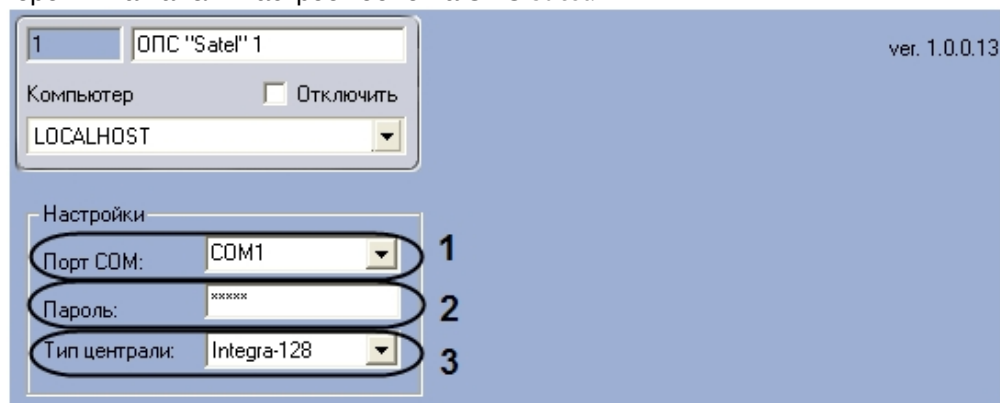 1 ОПС "Satel" 1
ver. 1.0.0.13
Компьютер Отключить
LOCALHOST
Настройки
Порт COM: COM1 1
Пароль: ***** 2
Тип централи: Integra-128 3